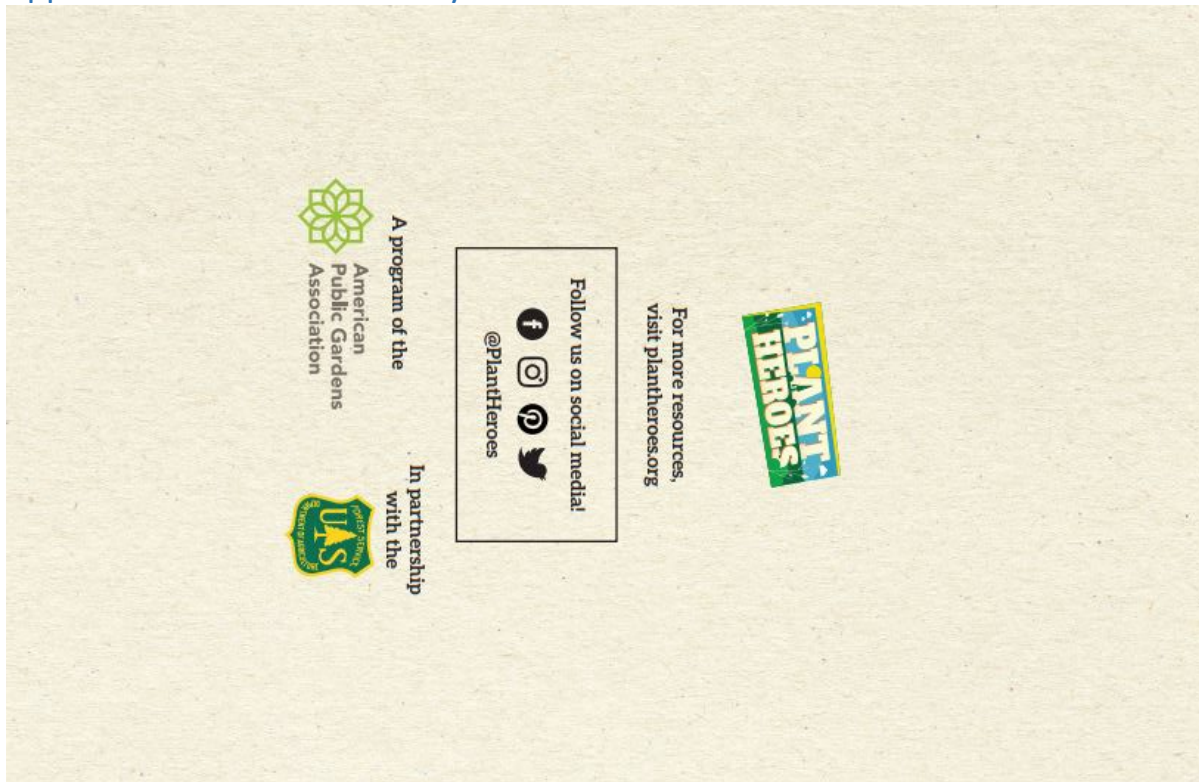 PLANT
HEROES
For more resources,
visit plantheroes.org
Follow us on social media!
@PlantHeroes
A program of the
American
Public Gardens
Association
In partnership
with the
FOREST SERVICE
UAS
DEPARTMENT OF AGRICULTURE